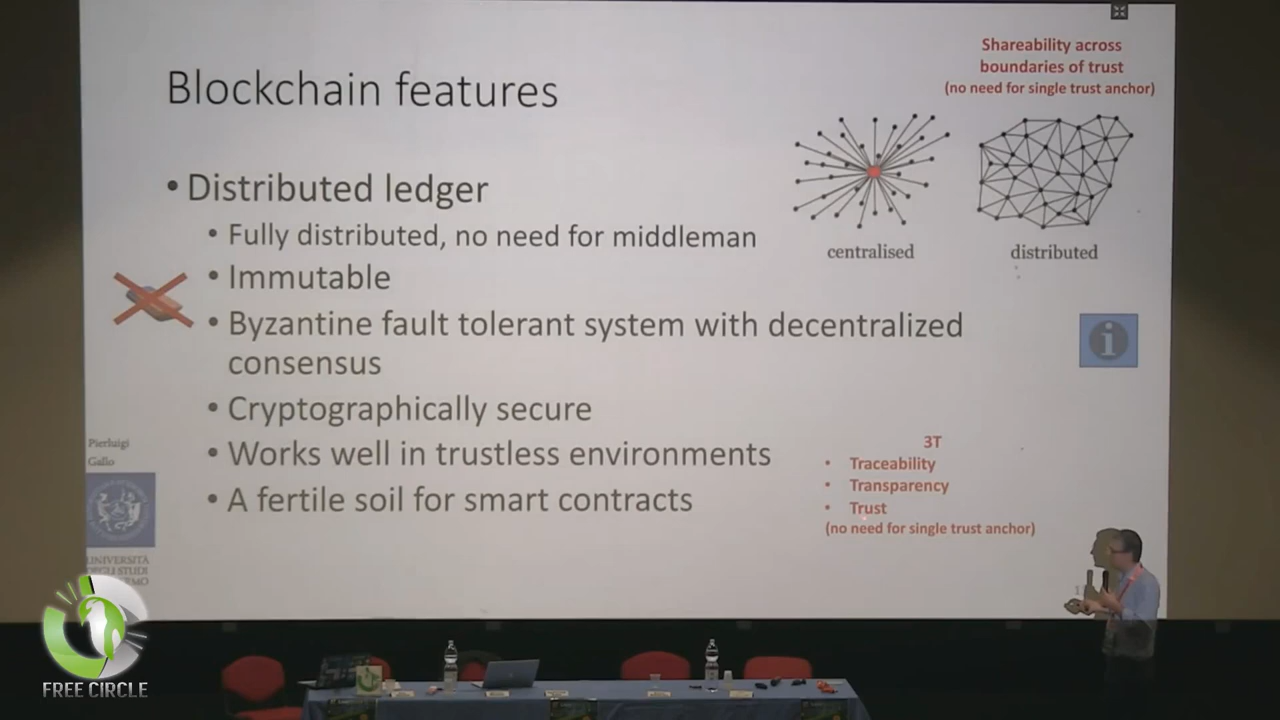 Shareability across
boundaries of trust
(no need for single trust anchor)
Blockchain features
centralised
distributed
• Distributed ledger
• Fully distributed, no need for middleman
• Immutable
• Byzantine fault tolerant system with decentralized
consensus
• Cryptographically secure
• Works well in trustless environments
• A fertile soil for smart contracts
i
3T
• Traceability
• Transparency
• Trust
(no need for single trust anchor)
Pierluigi
Gallo
UNIVERSITÀ
DEGLI STUDI
FREE CIRCLE